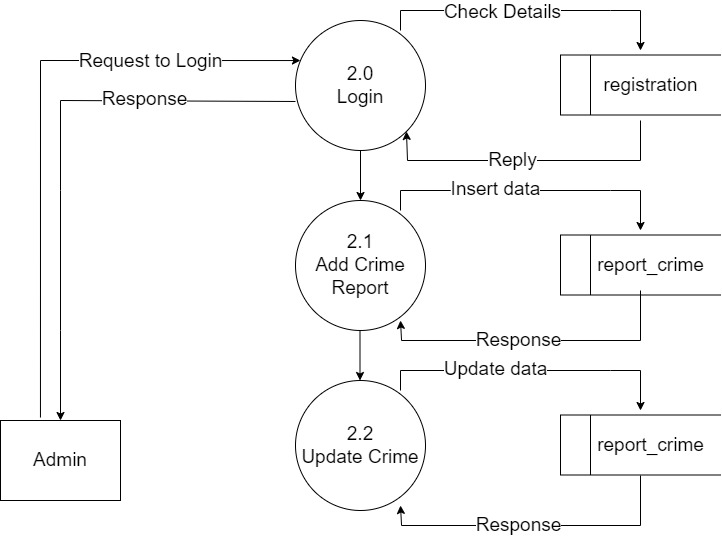 Check Details
Request to Login
2.0
Login
registration
Response
Reply
Insert data
2.1
Add Crime
Report
report_crime
Response
Update data
2.2
Update Crime
report_crime
Admin
Response